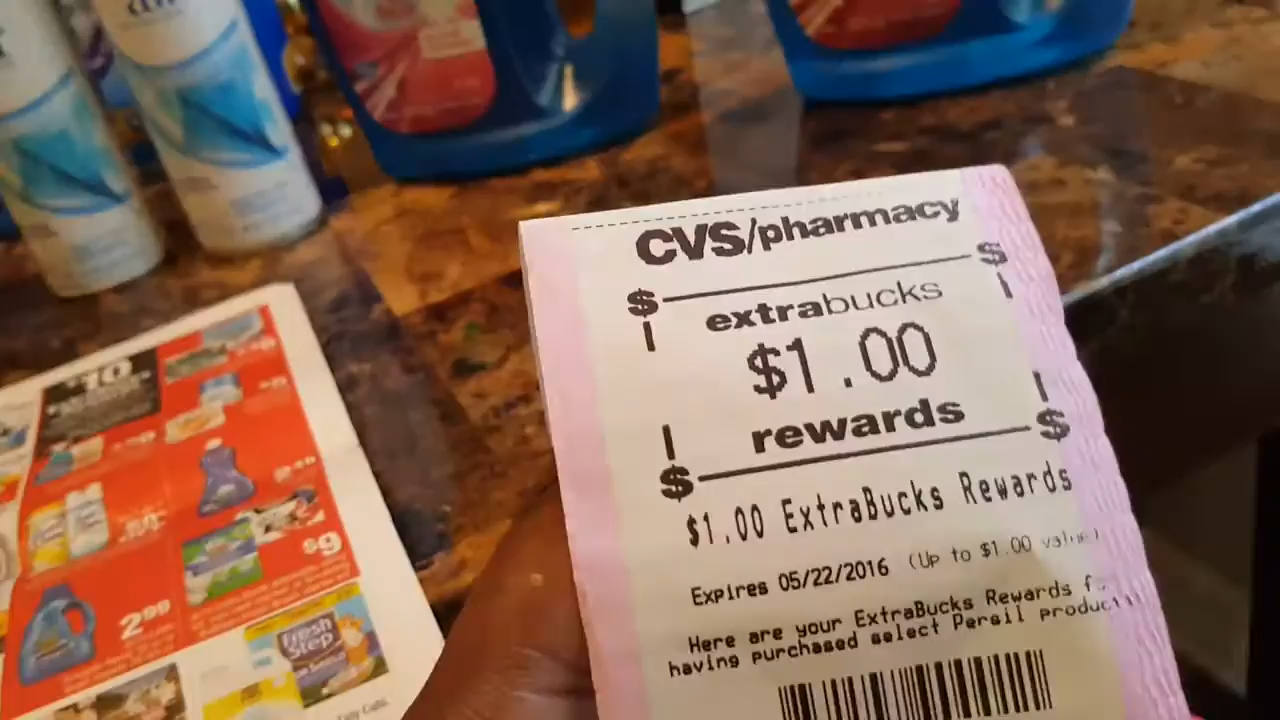 CVS/pharmacy
$ $
extrabucks
$1.00
rewards
$ $
$1.00 ExtraBucks Rewards
Expires 05/22/2016 (Up to $1.00 value)
Here are your ExtraBucks Rewards
having purchased select Persil
$10
$9
2.99
Fresh
Step